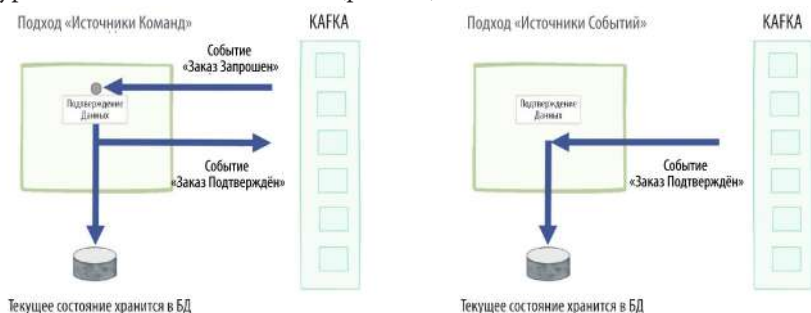 Подход «Источники Команд»
KAFKA
Событие
«Заказ Запрошен»
Подтверждение
Данных
Событие
«Заказ Подтверждён»
Текущее состояние хранится в БД
Подход «Источники Событий»
KAFKA
Подтверждение
Данных
Событие
«Заказ Подтверждён»
Текущее состояние хранится в БД